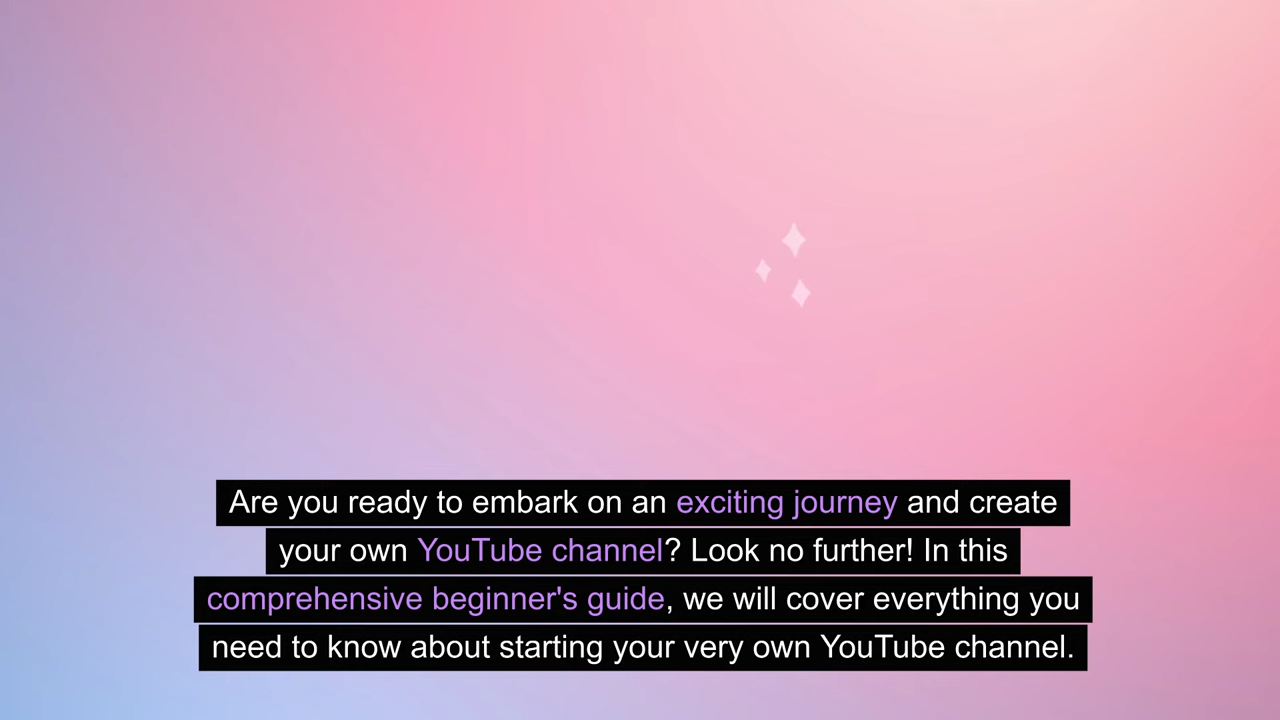 Are you ready to embark on an exciting journey and create
your own YouTube channel? Look no further! In this
comprehensive beginner's guide, we will cover everything you
need to know about starting your very own YouTube channel.